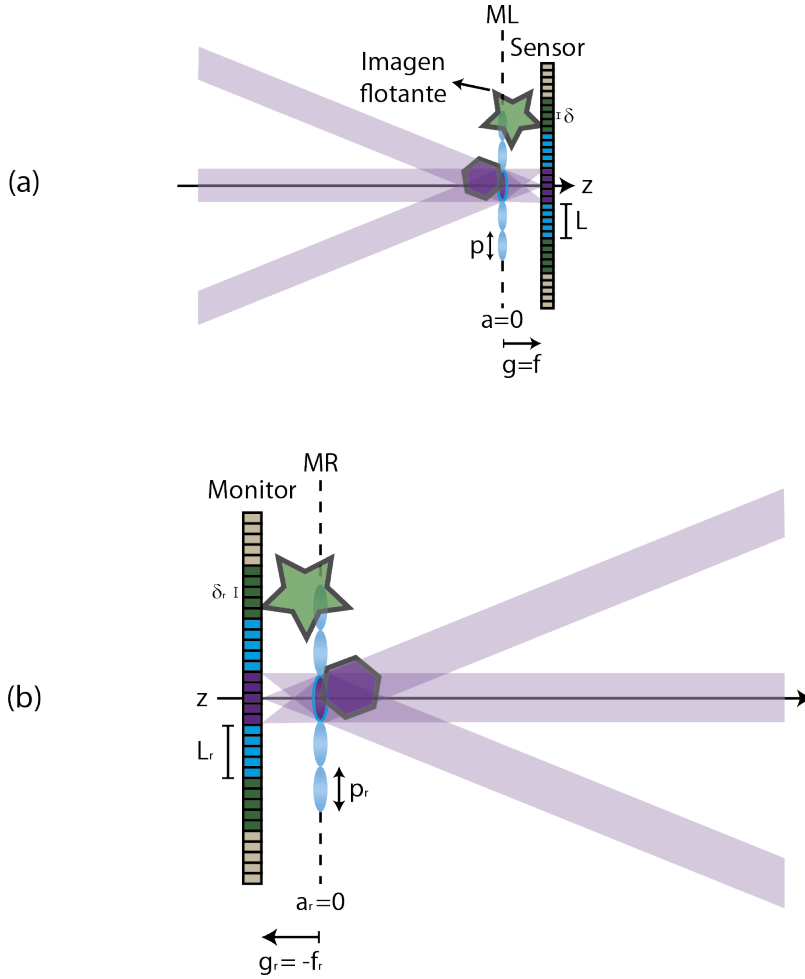 ML
Sensor
Imagen
flotante
δ
(a)
z
L
p
a=0
g=f
MR
Monitor
δr
(b)
z
Lr
pr
ar=0
gr= -fr